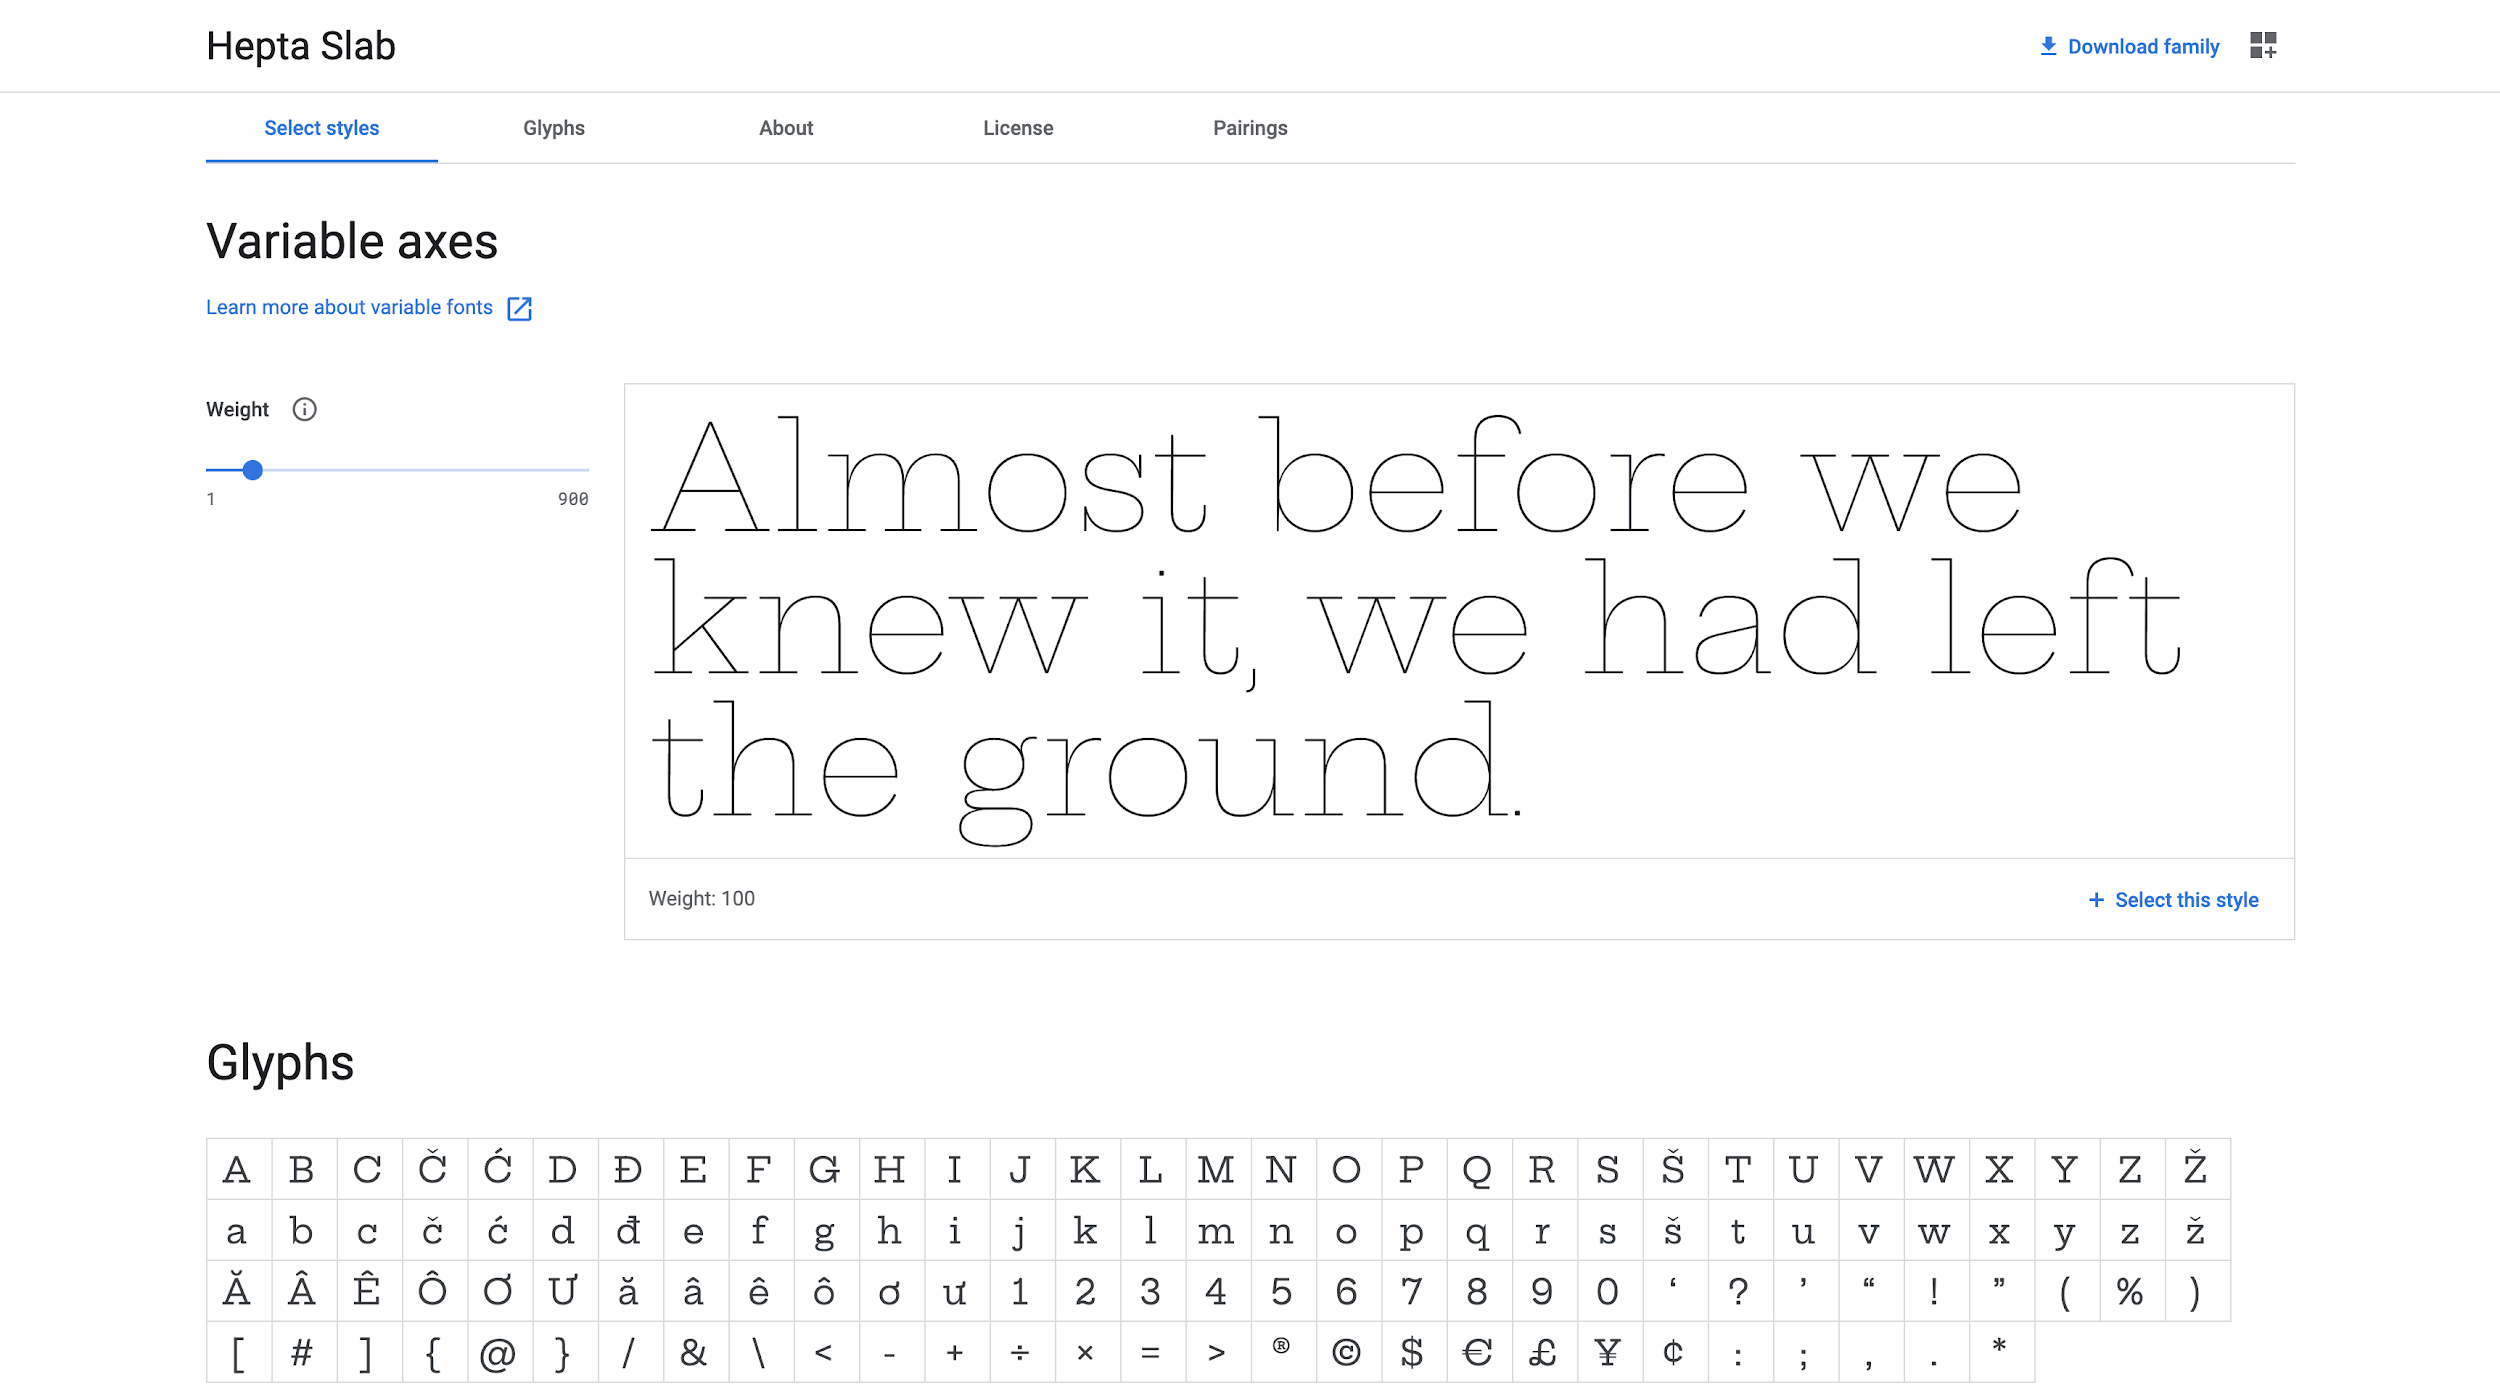 Hepta Slab
Download family
Select styles Glyphs About License Pairings
Variable axes
Learn more about variable fonts
Weight
1 900
Almost before we
knew it, we had left
the ground.
Weight: 100
+ Select this style
Glyphs
A B C Č Ć D Đ E F G H I J K L M N O P Q R S Š T U V W X Y Z Ž
a b c č ć d đ e f g h i j k l m n o p q r s š t u v w x y z ž
Ă Â Ê Ô Ơ Ư ă â ê ô ơ ư 1 2 3 4 5 6 7 8 9 0 ‘ ? ’ “ ! ” ( % )
[ # ] { @ } / & \ < - + ÷ × = > ® © $ € £ ¥ ¢ : ; , . *